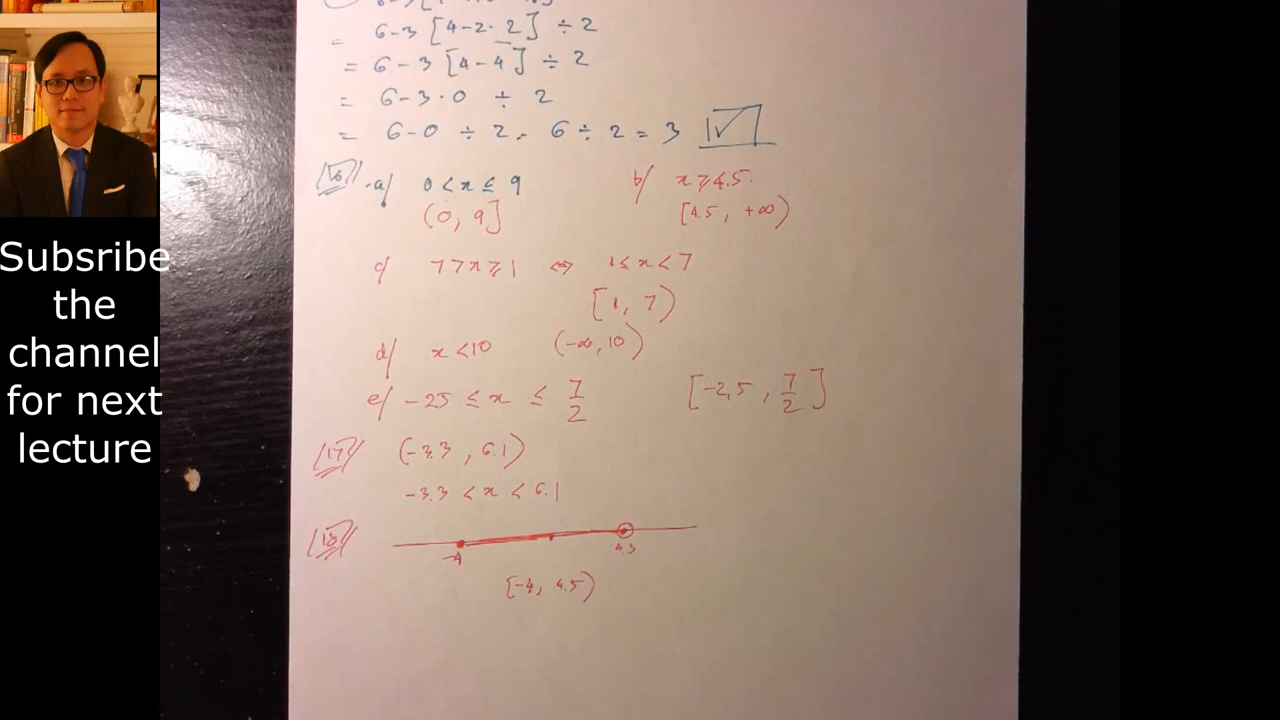 = 6-3 [4-2· 2] ÷ 2
= 6 - 3 [4-4] ÷ 2
= 6-3·0 ÷ 2
= 6-0 ÷ 2 = 6 ÷ 2 = 3
16 a/ 0 < x ≤ 9 b/ x ≥ 4.5
(0, 9] [4.5, +∞)
c/ 7 > x ≥ 1 ⇔ 1 ≤ x < 7
[1, 7)
d/ x < 10 (-∞, 10)
e/ -2.5 ≤ x ≤ 7/2 [-2,5 , 7/2]
17 (-3.3, 6.1)
-3.3 < x < 6.1
18
-4 4.5
[-4, 4.5)
Subsribe
the
channel
for next
lecture